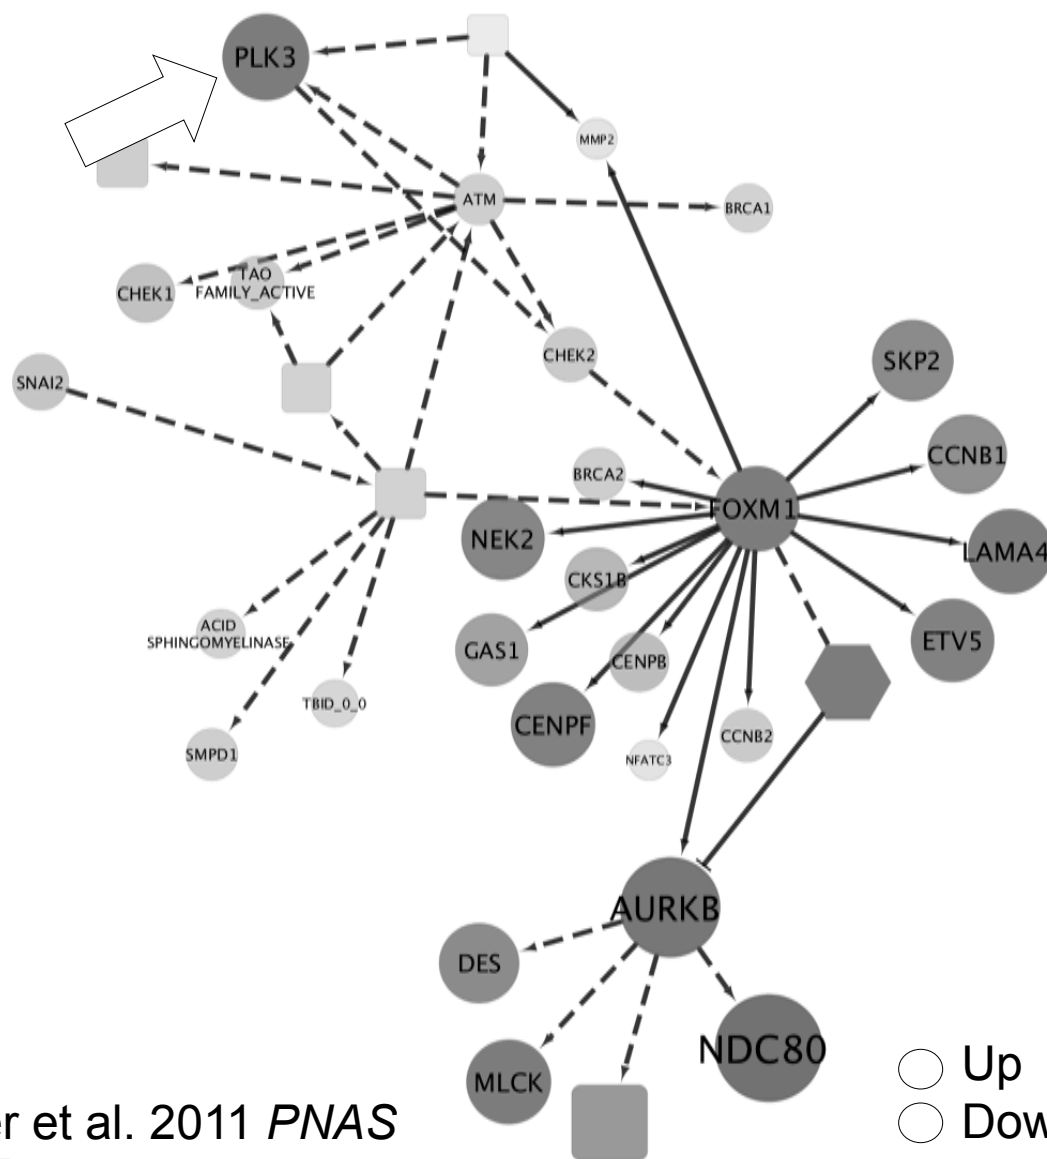 PLK3
MMP2
ATM
BRCA1
TAO
FAMILY_ACTIVE
CHEK1
CHEK2
SKP2
SNAI2
CCNB1
BRCA2
FOXM1
NEK2
LAMA4
CKS1B
ACID
SPHINGOMYELINASE
GAS1
CENPB
ETV5
TBID_0_0
CENPF
CCNB2
SMPD1
NFATC3
AURKB
DES
NDC80
MLCK
Up
et al. 2011 PNAS